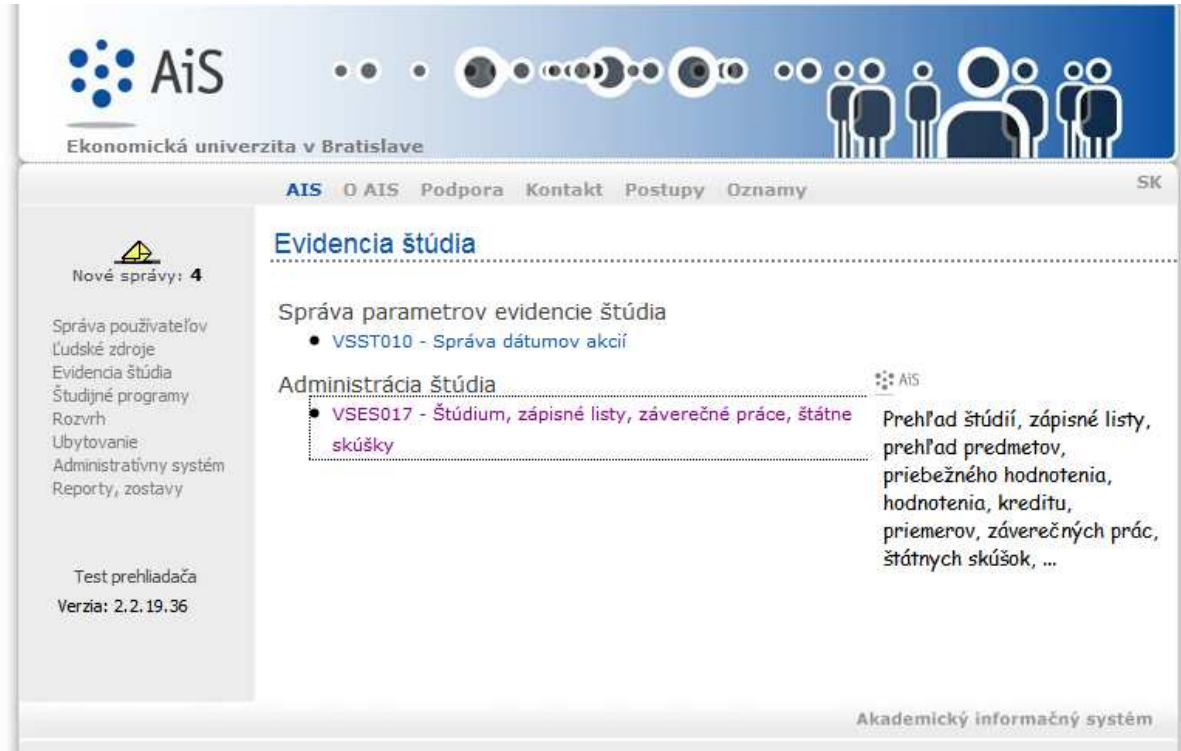 AiS
Ekonomická univerzita v Bratislave
AIS O AIS Podpora Kontakt Postupy Oznamy
SK
Nové správy: 4
Správa používateľov
Ľudské zdroje
Evidencia štúdia
Študijné programy
Rozvrh
Ubytovanie
Administratívny systém
Reporty, zostavy
Test prehliadača
Verzia: 2.2.19.36
Evidencia štúdia
Správa parametrov evidencie štúdia
VSST010 - Správa dátumov akcií
Administrácia štúdia
VSES017 - Štúdium, zápisné listy, záverečné práce, štátne
skúšky
AiS
Prehľad štúdií, zápisné listy,
prehľad predmetov,
priebežného hodnotenia,
hodnotenia, kreditu,
priemerov, záverečných prác,
štátnych skúšok, ...
Akademický informačný systém